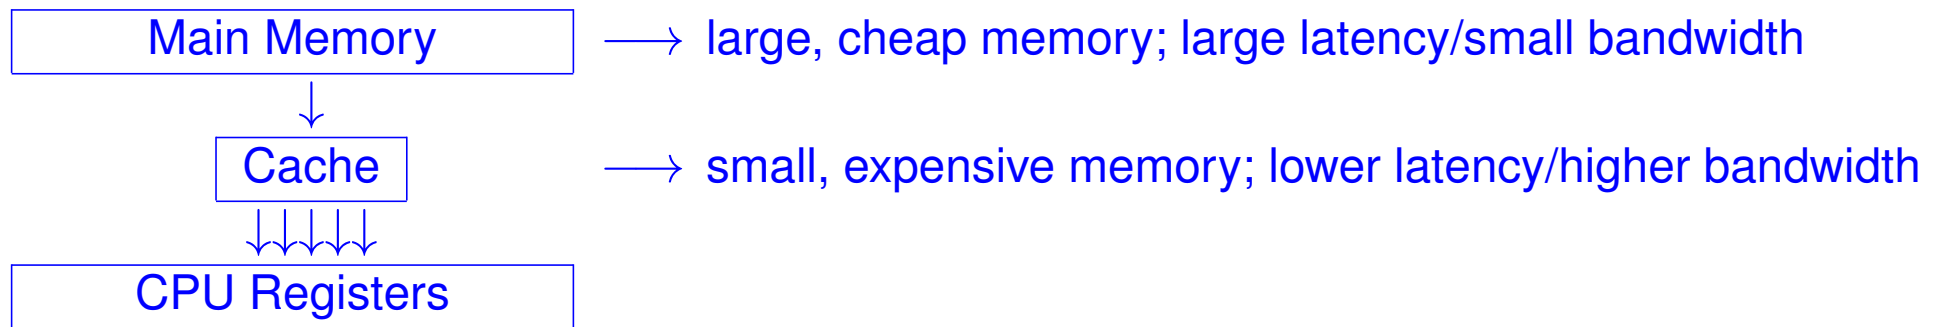 Main Memory → large, cheap memory; large latency/small bandwidth
Cache → small, expensive memory; lower latency/higher bandwidth
CPU Registers